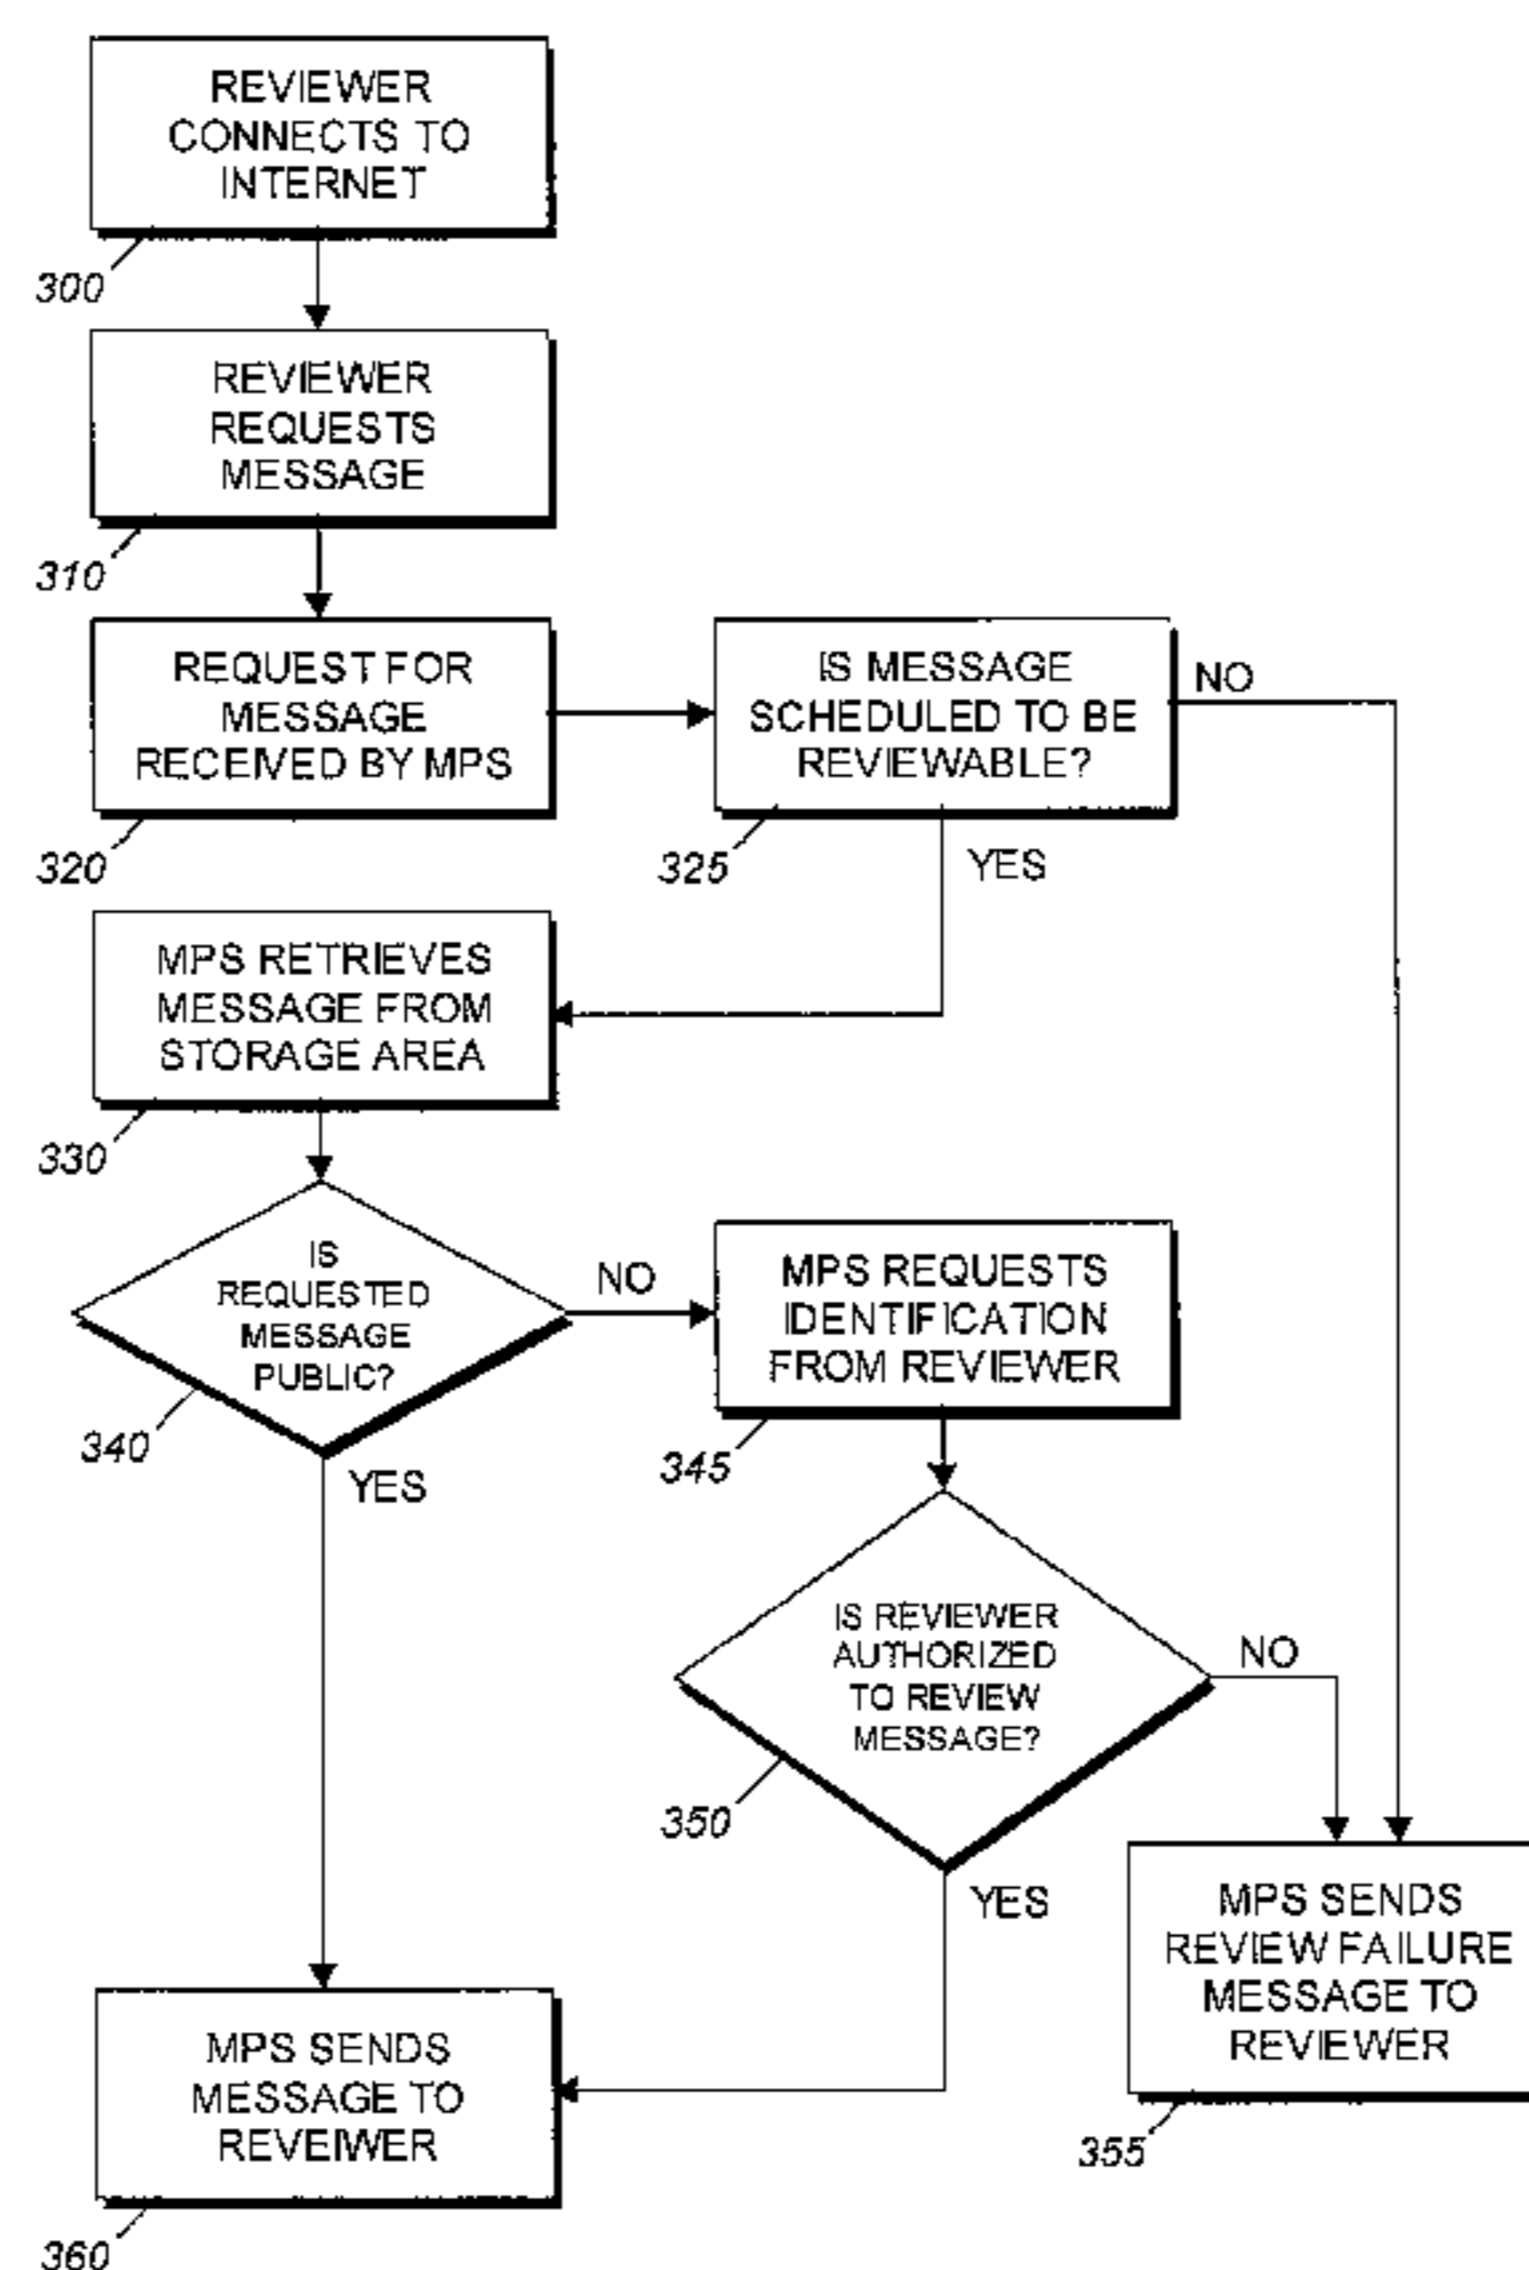 REVIEWER
CONNECTS TO
INTERNET
300
REVIEWER
REQUESTS
MESSAGE
310
REQUEST FOR
MESSAGE
RECEIVED BY MPS
320
IS MESSAGE
SCHEDULED TO BE
REVIEWABLE?
NO
325
YES
MPS RETRIEVES
MESSAGE FROM
STORAGE AREA
330
IS
REQUESTED
MESSAGE
PUBLIC?
NO
340
YES
MPS REQUESTS
IDENTIFICATION
FROM REVIEWER
345
IS REVIEWER
AUTHORIZED
TO REVIEW
MESSAGE?
NO
350
YES
MPS SENDS
REVIEW FAILURE
MESSAGE TO
REVIEWER
355
MPS SENDS
MESSAGE TO
REVEIWER
360